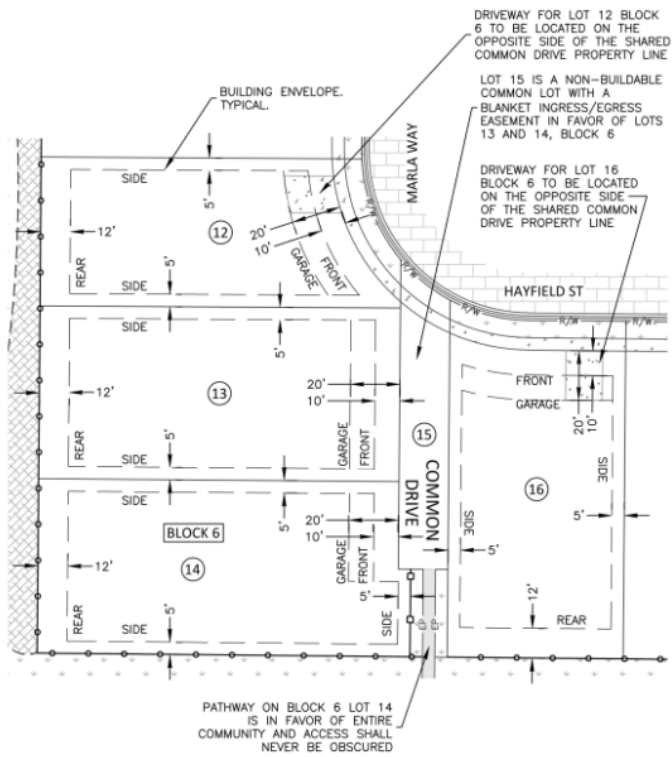 DRIVEWAY FOR LOT 12 BLOCK
6 TO BE LOCATED ON THE
OPPOSITE SIDE OF THE SHARED
COMMON DRIVE PROPERTY LINE
LOT 15 IS A NON-BUILDABLE
COMMON LOT WITH A
BLANKET INGRESS/EGRESS
EASEMENT IN FAVOR OF LOTS
13 AND 14, BLOCK 6
BUILDING ENVELOPE.
TYPICAL.
MARLA WAY
DRIVEWAY FOR LOT 16
BLOCK 6 TO BE LOCATED
ON THE OPPOSITE SIDE
OF THE SHARED COMMON
DRIVE PROPERTY LINE
SIDE
5'
12
20'
10'
12'
REAR
GARAGE
FRONT
5'
SIDE
R/W
R/W
HAYFIELD ST
R/W
R/W
SIDE
5'
12'
REAR
13
20'
10'
GARAGE
FRONT
SIDE
5'
15
COMMON
DRIVE
FRONT
GARAGE
20'
10'
SIDE
16
SIDE
5'
5'
12'
REAR
SIDE
5'
BLOCK 6
14
20'
10'
GARAGE
FRONT
12'
REAR
5'
SIDE
5'
SIDE
EP
EP
PATHWAY ON BLOCK 6 LOT 14
IS IN FAVOR OF ENTIRE
COMMUNITY AND ACCESS SHALL
NEVER BE OBSCURED